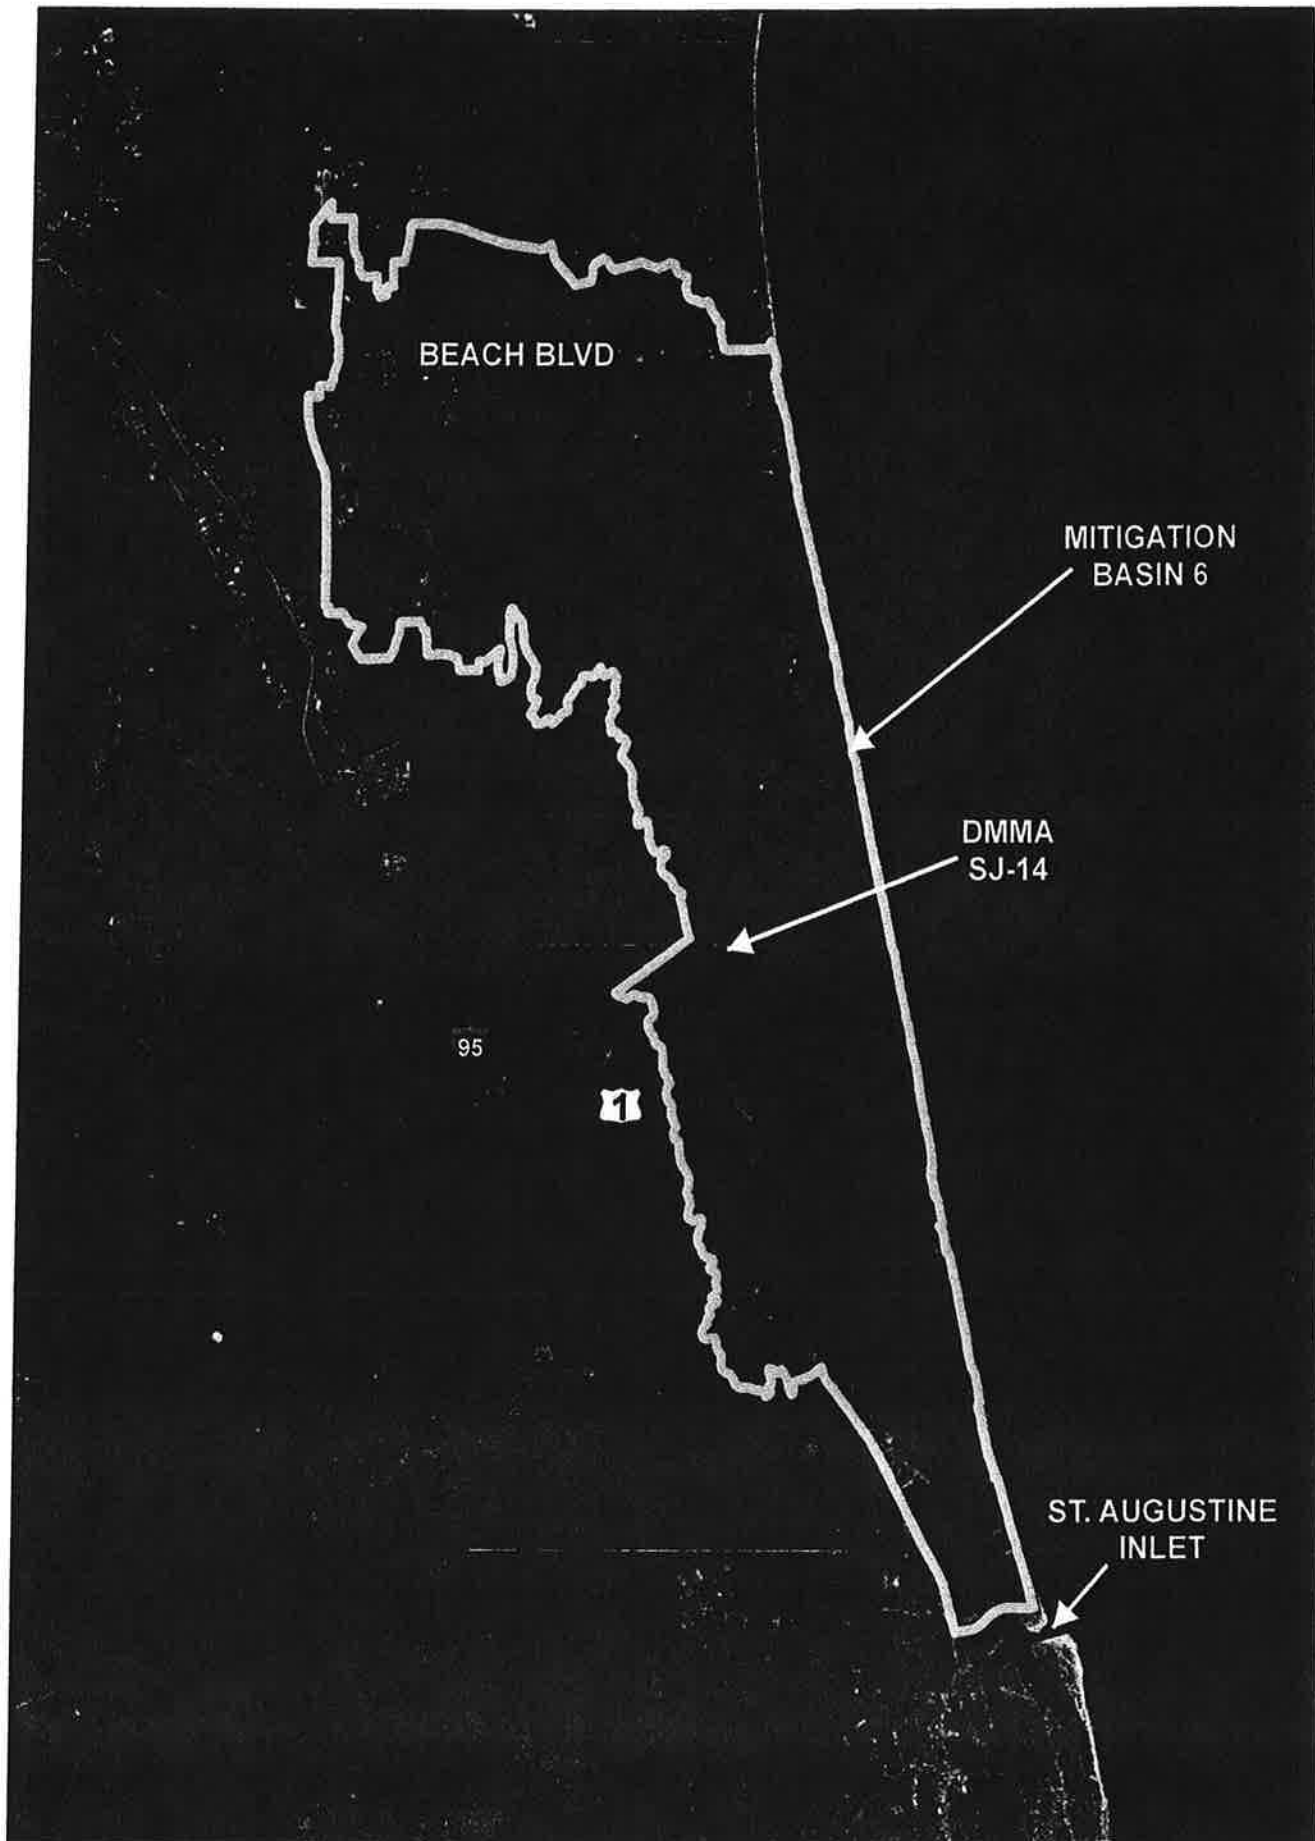 BEACH BLVD
MITIGATION
BASIN 6
DMMA
SJ-14
95
1
ST. AUGUSTINE
INLET